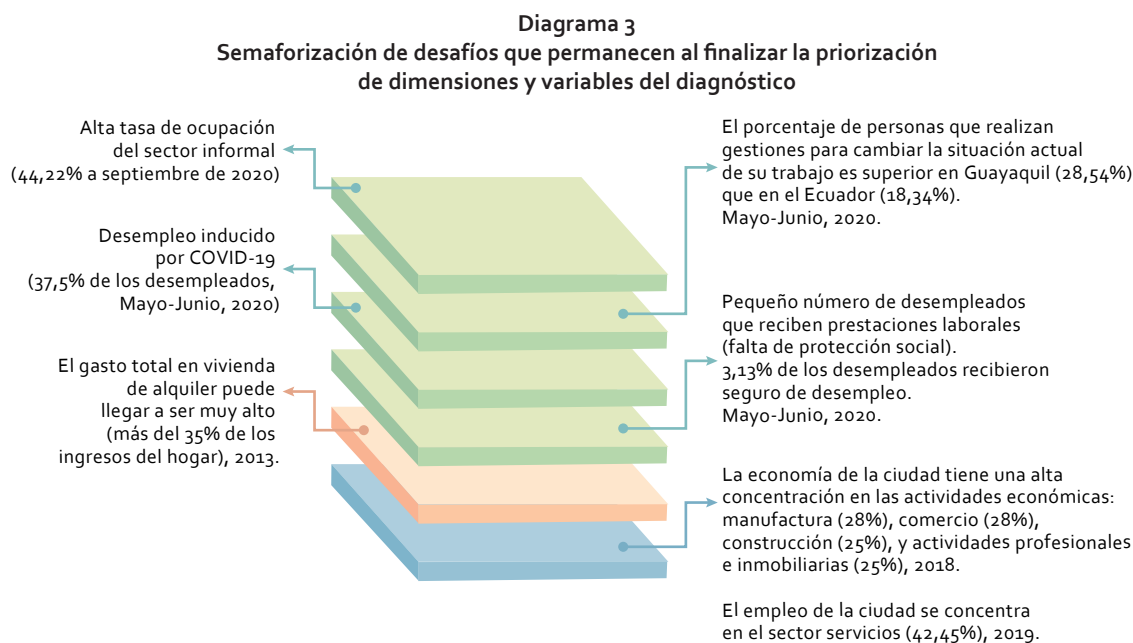 Diagrama 3
Semaforización de desafíos que permanecen al finalizar la priorización
de dimensiones y variables del diagnóstico
Alta tasa de ocupación
del sector informal
(44,22% a septiembre de 2020)
El porcentaje de personas que realizan
gestiones para cambiar la situación actual
de su trabajo es superior en Guayaquil (28,54%)
que en el Ecuador (18,34%).
Mayo-Junio, 2020.
Desempleo inducido
por COVID-19
(37,5% de los desempleados,
Mayo-Junio, 2020)
Pequeño número de desempleados
que reciben prestaciones laborales
(falta de protección social).
3,13% de los desempleados recibieron
seguro de desempleo.
Mayo-Junio, 2020.
El gasto total en vivienda
de alquiler puede
llegar a ser muy alto
(más del 35% de los
ingresos del hogar), 2013.
La economía de la ciudad tiene una alta
concentración en las actividades económicas:
manufactura (28%), comercio (28%),
construcción (25%), y actividades profesionales
e inmobiliarias (25%), 2018.
El empleo de la ciudad se concentra
en el sector servicios (42,45%), 2019.